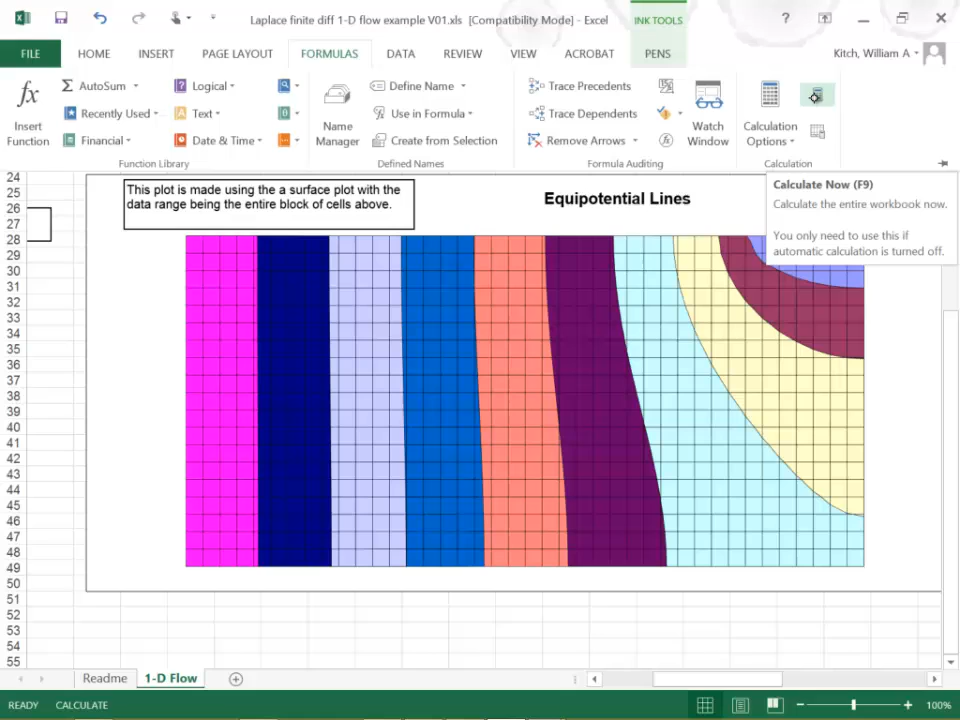 Laplace finite diff 1-D flow example V01.xls [Compatibility Mode] - Excel
INK TOOLS
?
FILE
HOME
INSERT
PAGE LAYOUT
FORMULAS
DATA
REVIEW
VIEW
ACROBAT
PENS
Kitch, William A
fx
Insert
Function
Σ AutoSum
Recently Used
Financial
Logical
Text
Date & Time
Function Library
Name
Manager
Define Name
Use in Formula
Create from Selection
Defined Names
Trace Precedents
Trace Dependents
Remove Arrows
Watch
Window
Formula Auditing
Calculation
Options
Calculation
Calculate Now (F9)
Calculate the entire workbook now.
You only need to use this if
automatic calculation is turned off.
This plot is made using the a surface plot with the
data range being the entire block of cells above.
Equipotential Lines
24
25
26
27
28
29
30
31
32
33
34
35
36
37
38
39
40
41
42
43
44
45
46
47
48
49
50
51
52
53
54
55
Readme
1-D Flow
READY
CALCULATE
100%